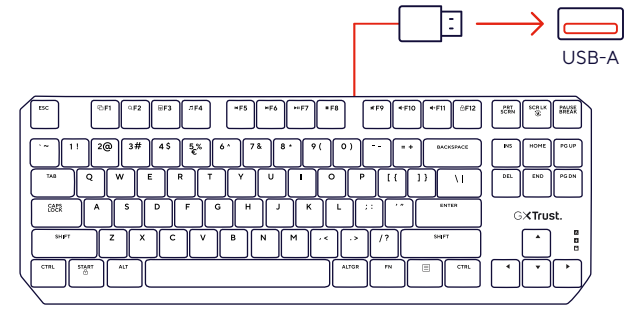 USB-A
ESC F1 F2 F3 F4 F5 F6 F7 F8 F9 F10 F11 F12 PRT SCRN SCR LK PAUSE BREAK
` ~ 1 ! 2 @ 3 # 4 $ 5 % € 6 ^ 7 & 8 * 9 ( 0 ) - - = + BACKSPACE INS HOME PG UP
TAB Q W E R T Y U I O P [ { ] } \ | DEL END PG DN
CAPS LOCK A S D F G H J K L ; : ' " ENTER
GXTrust.
SHIFT Z X C V B N M , < . > / ? SHIFT
CTRL START ALT ALTGR FN CTRL